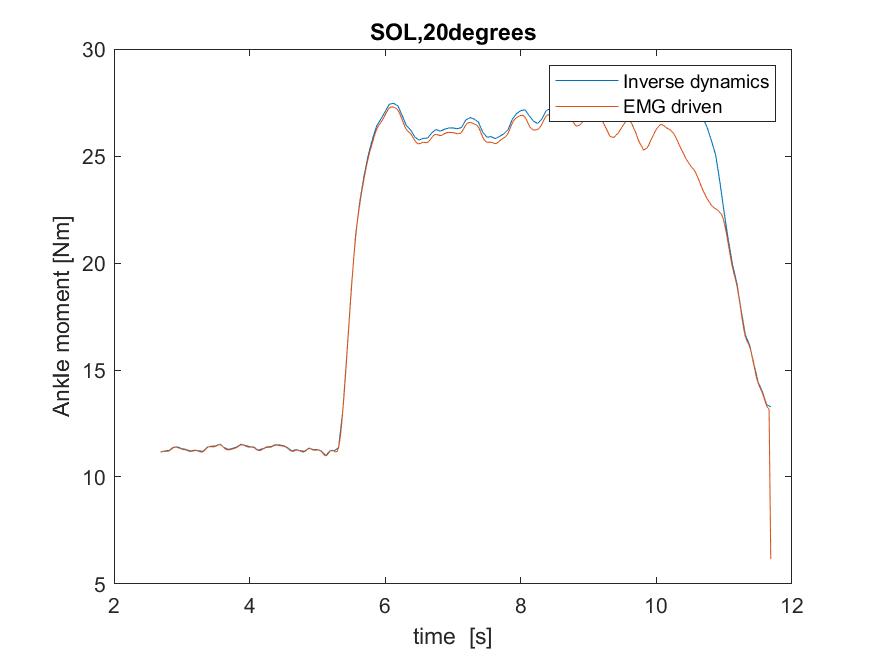 SOL,20degrees
30
25
20
15
10
5
Ankle moment [Nm]
Inverse dynamics
EMG driven
2 4 6 8 10 12
time [s]